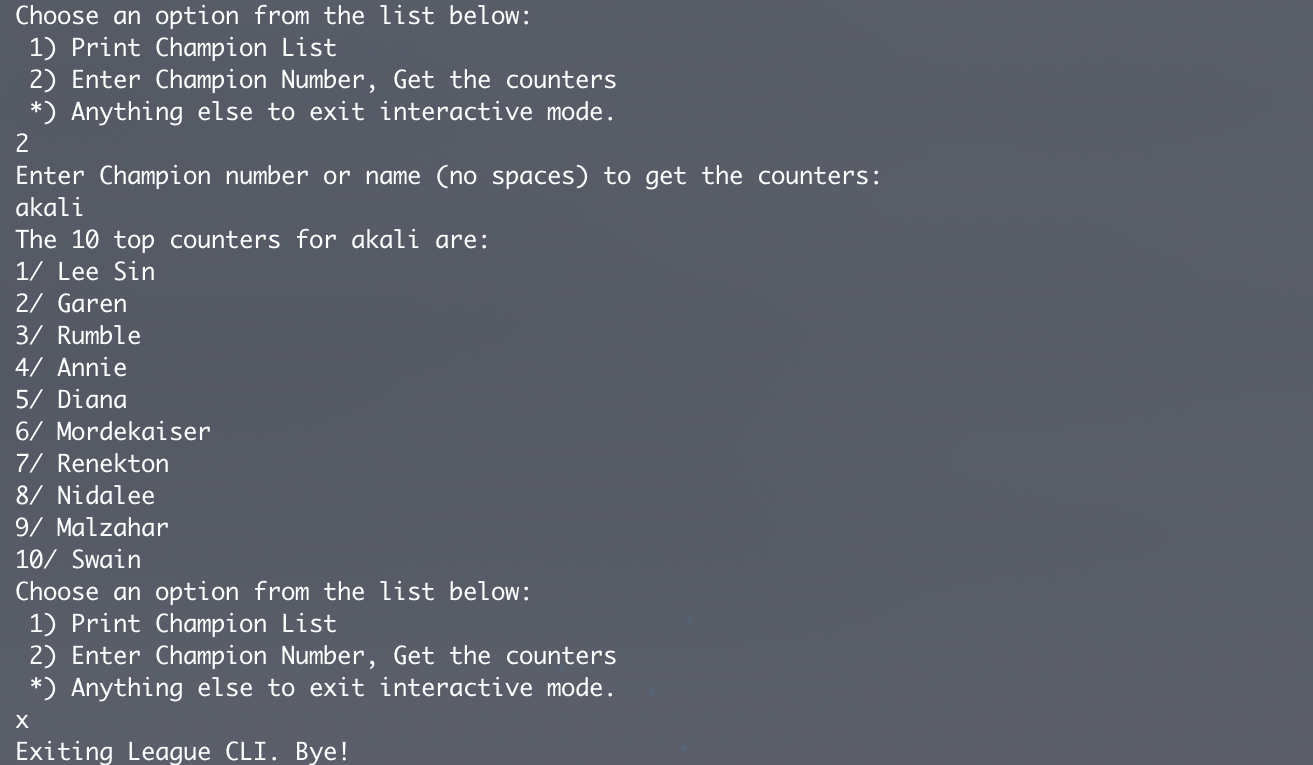 Choose an option from the list below:
 1) Print Champion List
 2) Enter Champion Number, Get the counters
 *) Anything else to exit interactive mode.
2
Enter Champion number or name (no spaces) to get the counters:
akali
The 10 top counters for akali are:
1/ Lee Sin
2/ Garen
3/ Rumble
4/ Annie
5/ Diana
6/ Mordekaiser
7/ Renekton
8/ Nidalee
9/ Malzahar
10/ Swain
Choose an option from the list below:
 1) Print Champion List
 2) Enter Champion Number, Get the counters
 *) Anything else to exit interactive mode.
x
Exiting League CLI. Bye!